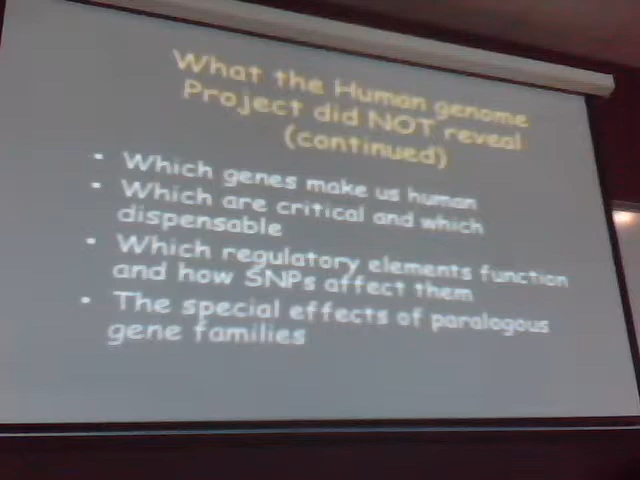 What the Human genome
Project did NOT reveal
(continued)
• Which genes make us human
• Which are critical and which
dispensable
• Which regulatory elements function
and how SNPs affect them
• The special effects of paralogous
gene families